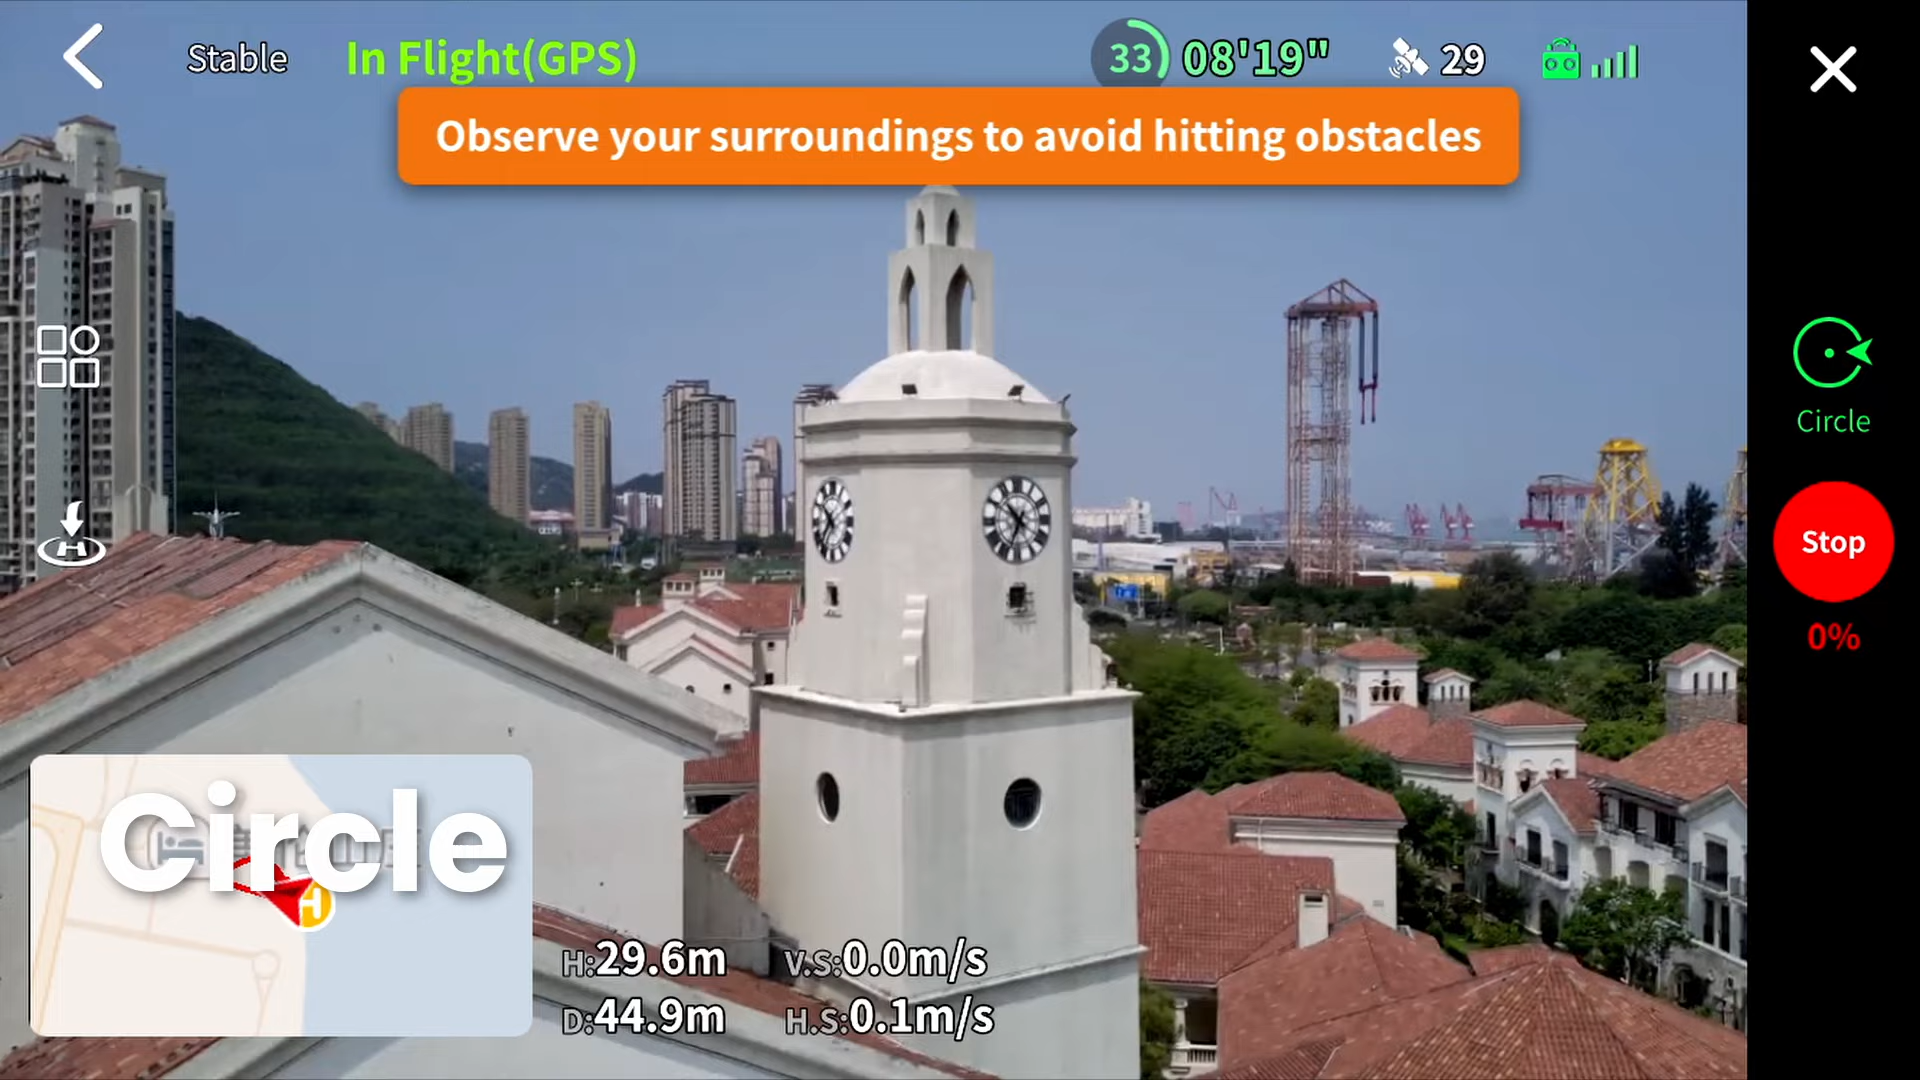 Stable
In Flight(GPS)
33
08'19"
29
Observe your surroundings to avoid hitting obstacles
Circle
Stop
0%
Circle
H
H:29.6m
V.S:0.0m/s
D:44.9m
H.S:0.1m/s